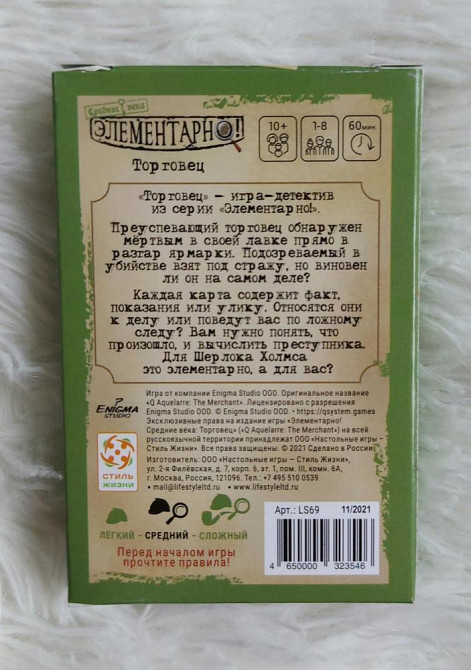 Средние века
ЭЛЕМЕНТАРНО!
10+
1-8
60мин.
Торговец
«Торговец» – игра-детектив
из серии «Элементарно!».
Преуспевающий торговец обнаружен
мёртвым в своей лавке прямо в
разгар ярмарки. Подозреваемый в
убийстве взят под стражу, но виновен
ли он на самом деле?
Каждая карта содержит факт,
показания или улику. Относятся они
к делу или поведут вас по ложному
следу? Вам нужно понять, что
произошло, и вычислить преступника.
Для Шерлока Холмса
это элементарно, а для вас?
ENIGMA
STUDIO
Игра от компании Enigma Studio OOD. Оригинальное название
«Q Aquelarre: The Merchant». Лицензировано с разрешения
Enigma Studio OOD. © Enigma Studio OOD. • https://qsystem.games
Эксклюзивные права на издание игры «Элементарно!
Средние века: Торговец» («Q Aquelarre: The Merchant») на всей
русскоязычной территории принадлежат ООО «Настольные игры –
Стиль Жизни». Все права защищены. © 2021 Сделано в России.
Изготовитель: ООО «Настольные игры – Стиль Жизни»,
ул. 2-я Филёвская, д. 7, корп. 6, эт. 1, пом. III, комн. 6А,
г. Москва, Россия, 121096. Тел.: +7 495 510 0539
• mail@lifestyleltd.ru • www.lifestyleltd.ru
СТИЛЬ
ЖИЗНИ
ЛЁГКИЙ – СРЕДНИЙ – СЛОЖНЫЙ
Перед началом игры
прочтите правила!
Арт.: LS69
11/2021
4 650000 323546